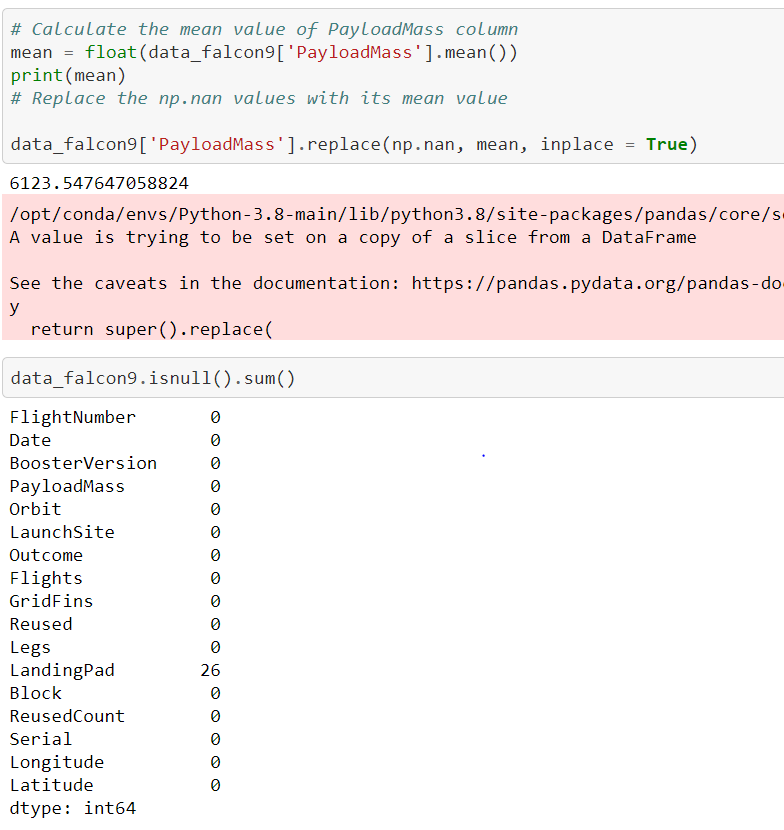 # Calculate the mean value of PayloadMass column
mean = float(data_falcon9['PayloadMass'].mean())
print(mean)
# Replace the np.nan values with its mean value
data_falcon9['PayloadMass'].replace(np.nan, mean, inplace = True)
6123.547647058824
/opt/conda/envs/Python-3.8-main/lib/python3.8/site-packages/pandas/core/s
A value is trying to be set on a copy of a slice from a DataFrame
See the caveats in the documentation: https://pandas.pydata.org/pandas-do
y
return super().replace(
data_falcon9.isnull().sum()
FlightNumber 0
Date 0
BoosterVersion 0
PayloadMass 0
Orbit 0
LaunchSite 0
Outcome 0
Flights 0
GridFins 0
Reused 0
Legs 0
LandingPad 26
Block 0
ReusedCount 0
Serial 0
Longitude 0
Latitude 0
dtype: int64